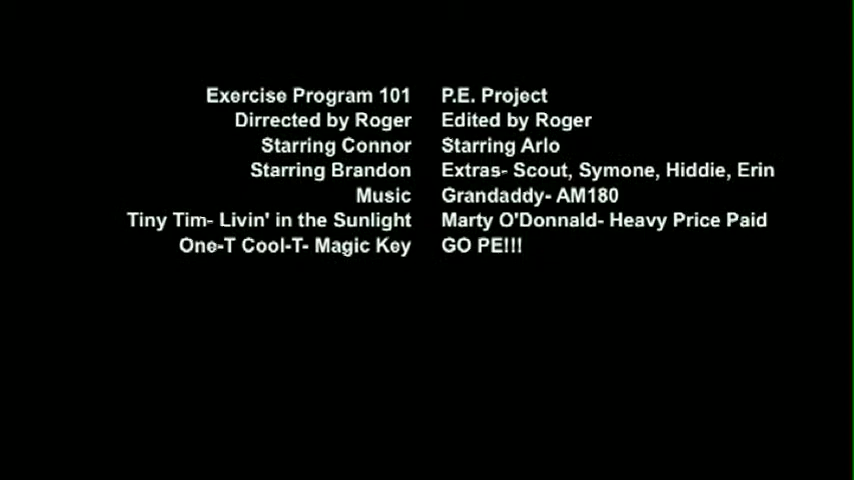 Exercise Program 101 P.E. Project
Dirrected by Roger Edited by Roger
Starring Connor Starring Arlo
Starring Brandon Extras- Scout, Symone, Hiddie, Erin
Music Grandaddy- AM180
Tiny Tim- Livin' in the Sunlight Marty O'Donnald- Heavy Price Paid
One-T Cool-T- Magic Key GO PE!!!